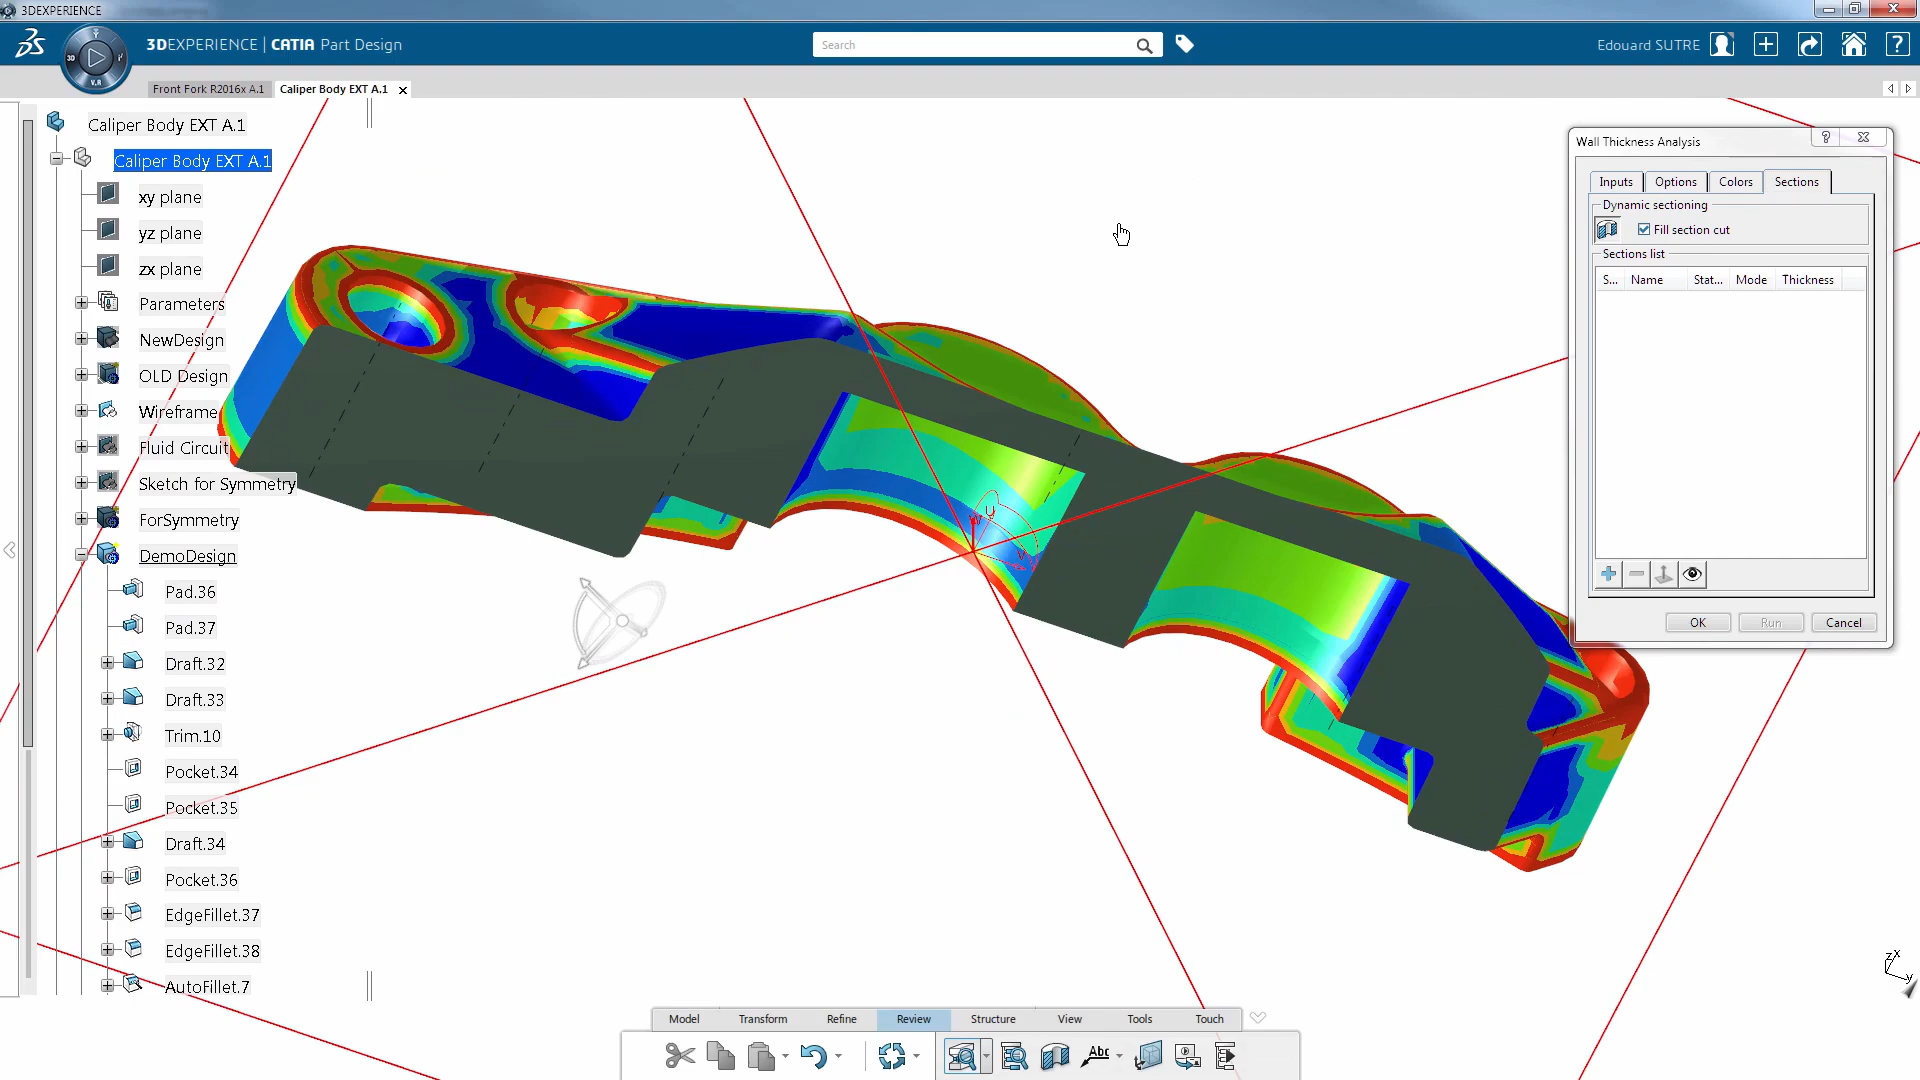 3DEXPERIENCE
3DEXPERIENCE | CATIA Part Design
Search
Edouard SUTRE
3D
V.R
Front Fork R2016x A.1
Caliper Body EXT A.1
Caliper Body EXT A.1
Caliper Body EXT A.1
xy plane
yz plane
zx plane
Parameters
NewDesign
OLD Design
Wireframe
Fluid Circuit
Sketch for Symmetry
ForSymmetry
DemoDesign
Pad.36
Pad.37
Draft.32
Draft.33
Trim.10
Pocket.34
Pocket.35
Draft.34
Pocket.36
EdgeFillet.37
EdgeFillet.38
AutoFillet.7
W
U
V
Wall Thickness Analysis
Inputs
Options
Colors
Sections
Dynamic sectioning
Fill section cut
Sections list
S... Name Stat... Mode Thickness
OK
Run
Cancel
z x
y
Model
Transform
Refine
Review
Structure
View
Tools
Touch
Abc